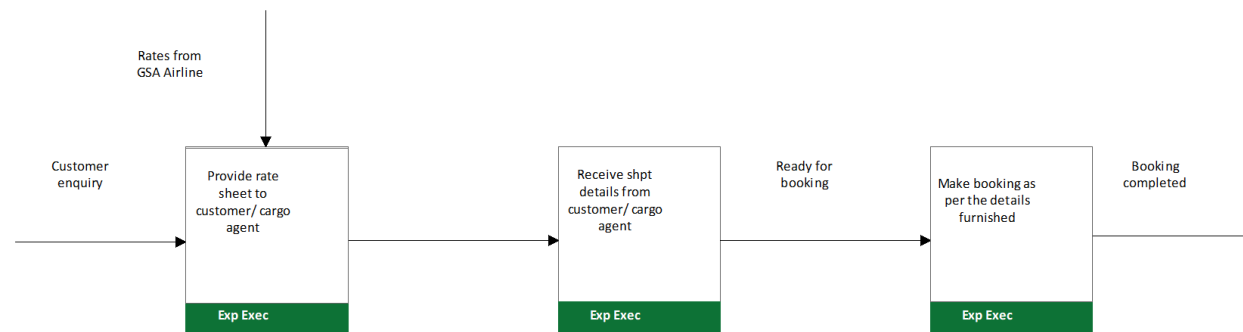 Rates from
GSA Airline
Customer
enquiry
Provide rate
sheet to
customer/ cargo
agent
Exp Exec
Receive shpt
details from
customer/ cargo
agent
Exp Exec
Ready for
booking
Make booking as
per the details
furnished
Exp Exec
Booking
completed